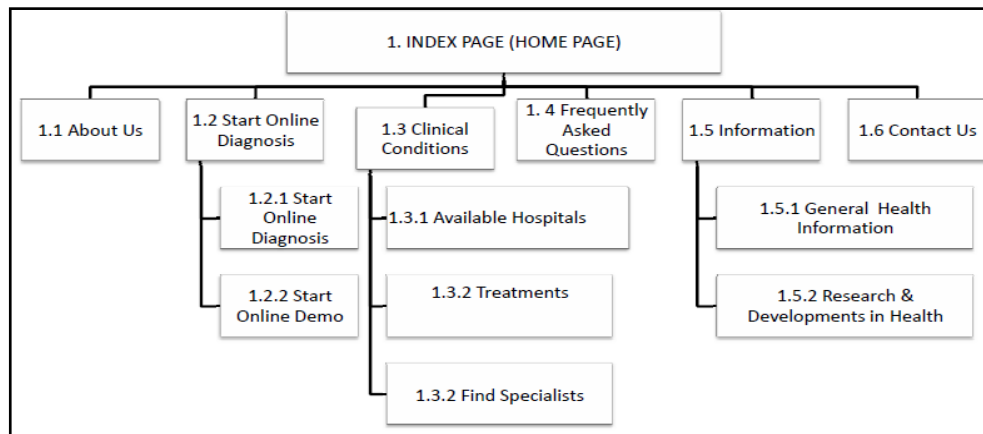 1. INDEX PAGE (HOME PAGE)
1.1 About Us
1.2 Start Online
Diagnosis
1.3 Clinical
Conditions
1. 4 Frequently
Asked
Questions
1.5 Information
1.6 Contact Us
1.2.1 Start
Online
Diagnosis
1.2.2 Start
Online Demo
1.3.1 Available Hospitals
1.3.2 Treatments
1.3.2 Find Specialists
1.5.1 General Health
Information
1.5.2 Research &
Developments in Health